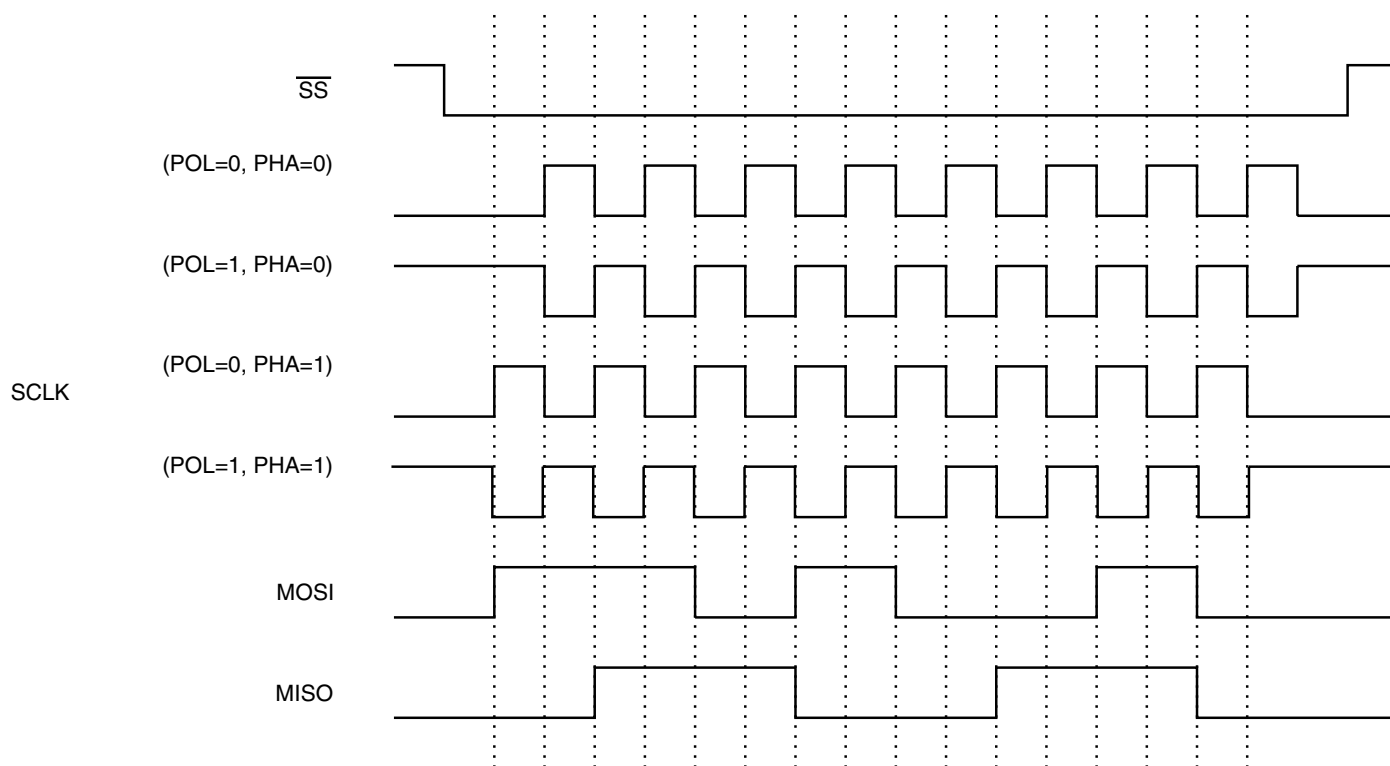 SS
(POL=0, PHA=0)
(POL=1, PHA=0)
(POL=0, PHA=1)
SCLK
(POL=1, PHA=1)
MOSI
MISO